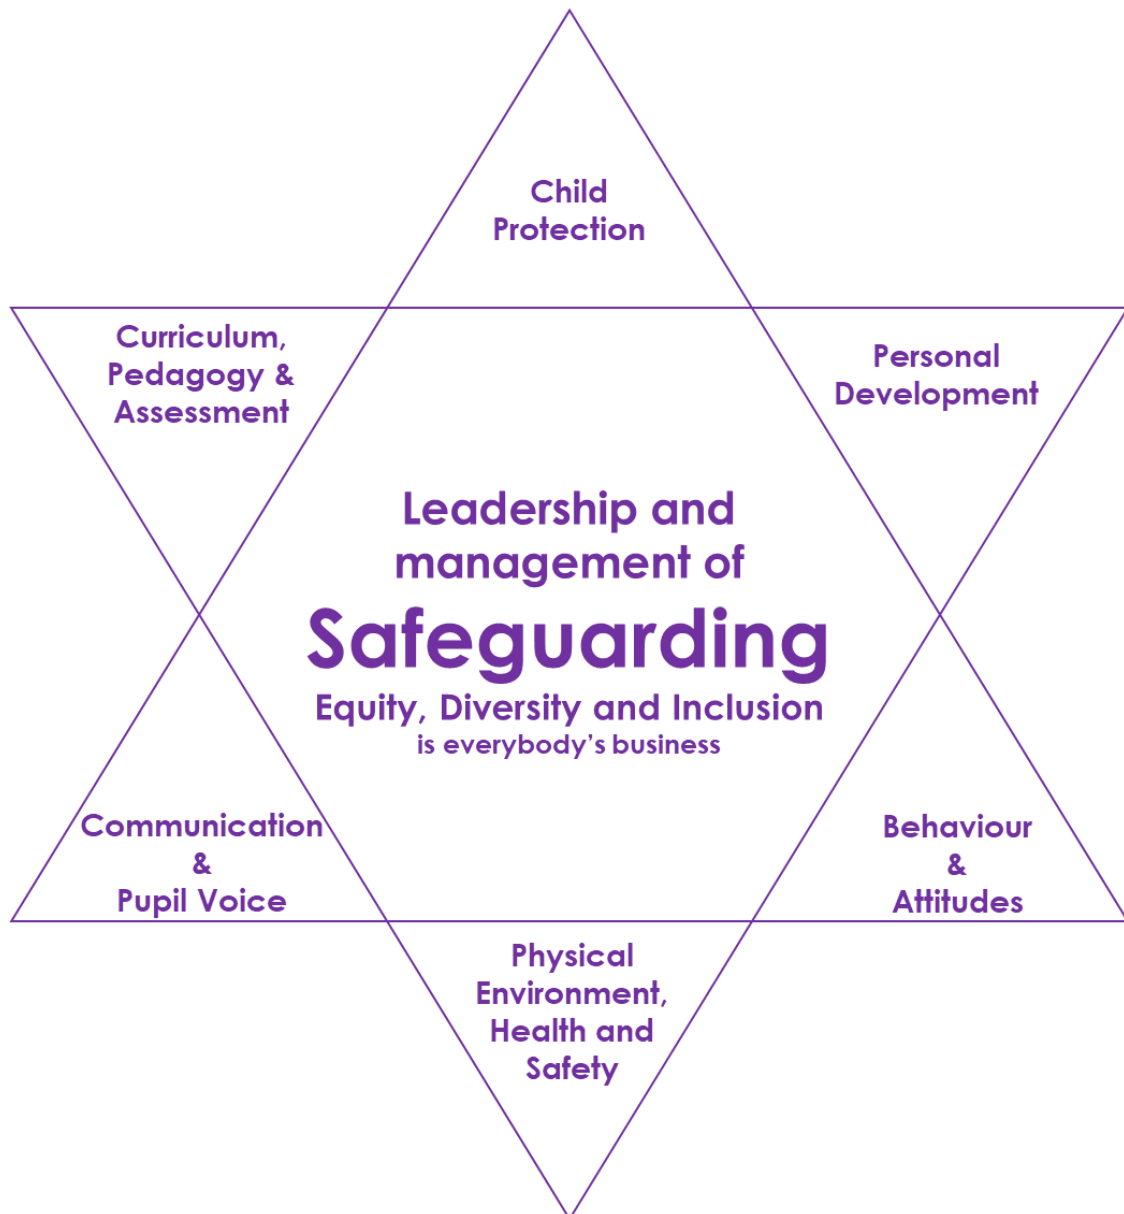 Child
Protection
Curriculum,
Pedagogy &
Assessment
Personal
Development
Leadership and
management of
Safeguarding
Equity, Diversity and Inclusion
is everybody's business
Communication
&
Pupil Voice
Behaviour
&
Attitudes
Physical
Environment,
Health and
Safety